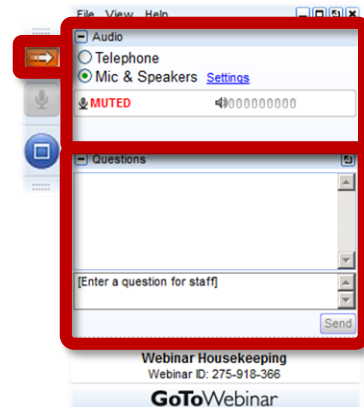 File View Help
Audio
Telephone
Mic & Speakers Settings
MUTED 000000000
Questions
[Enter a question for staff]
Send
Webinar Housekeeping
Webinar ID: 275-918-366
GoToWebinar